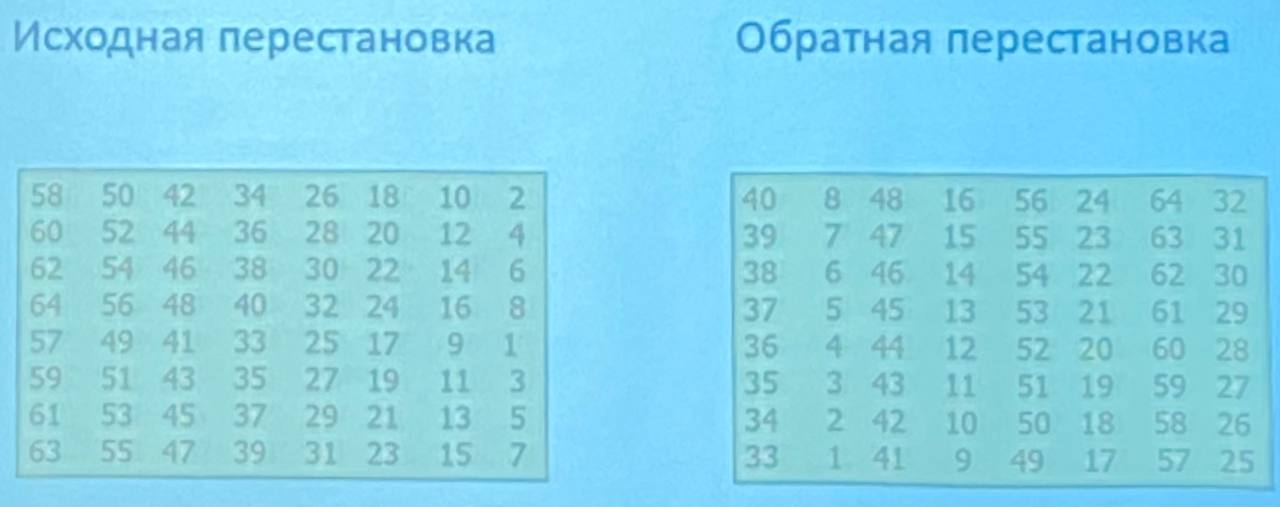 Исходная перестановка
Обратная перестановка
58 50 42 34 26 18 10 2
60 52 44 36 28 20 12 4
62 54 46 38 30 22 14 6
64 56 48 40 32 24 16 8
57 49 41 33 25 17 9 1
59 51 43 35 27 19 11 3
61 53 45 37 29 21 13 5
63 55 47 39 31 23 15 7
40 8 48 16 56 24 64 32
39 7 47 15 55 23 63 31
38 6 46 14 54 22 62 30
37 5 45 13 53 21 61 29
36 4 44 12 52 20 60 28
35 3 43 11 51 19 59 27
34 2 42 10 50 18 58 26
33 1 41 9 49 17 57 25